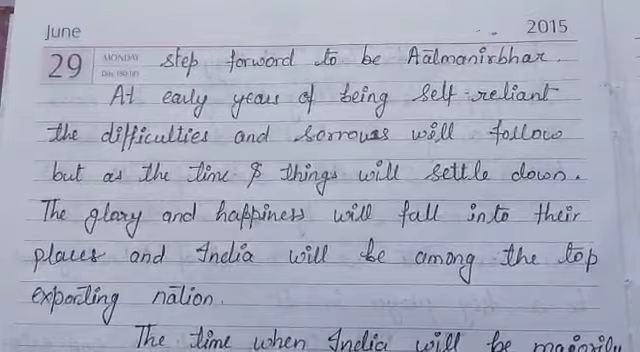 June 2015
29 MONDAY step forward to be Aatmanirbhar.
At early years of being self-reliant
the difficulties and sorrows will follow
but as the time & things will settle down.
The glory and happiness will fall into their
places and India will be among the top
exporting nation.
The time when India will be majorily